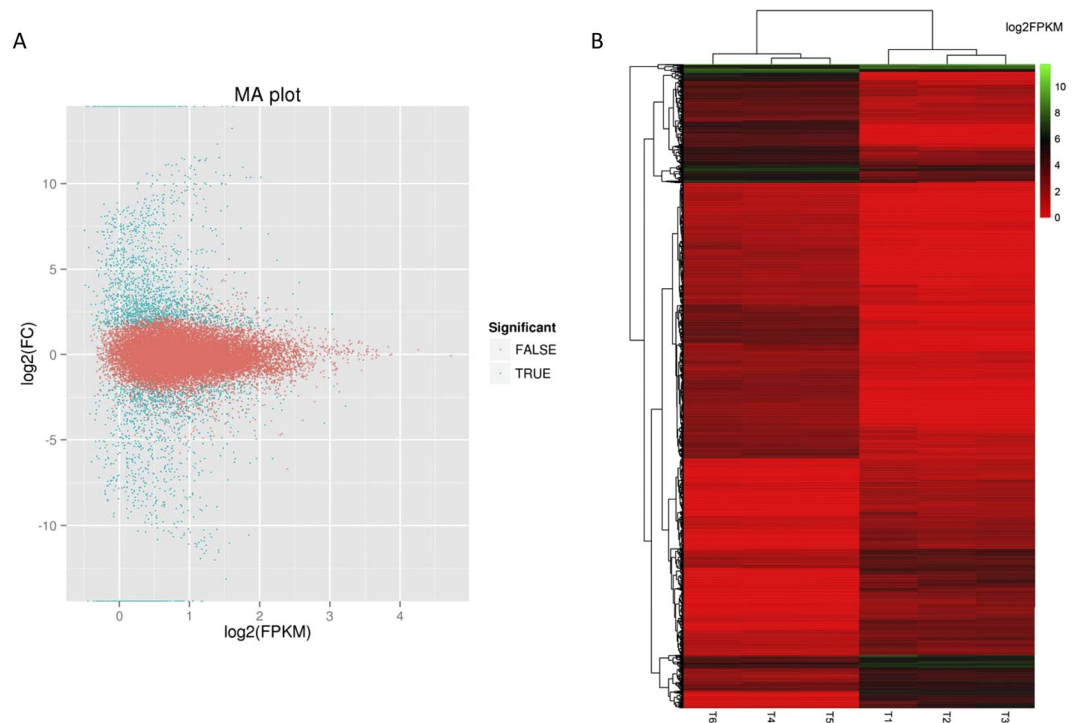 A
MA plot
10
5
0
-5
-10
0 1 2 3 4
log2(FPKM)
log2(FC)
Significant
FALSE
TRUE
B
log2FPKM
10
8
6
4
2
0
T6 T4 T5 T1 T2 T3